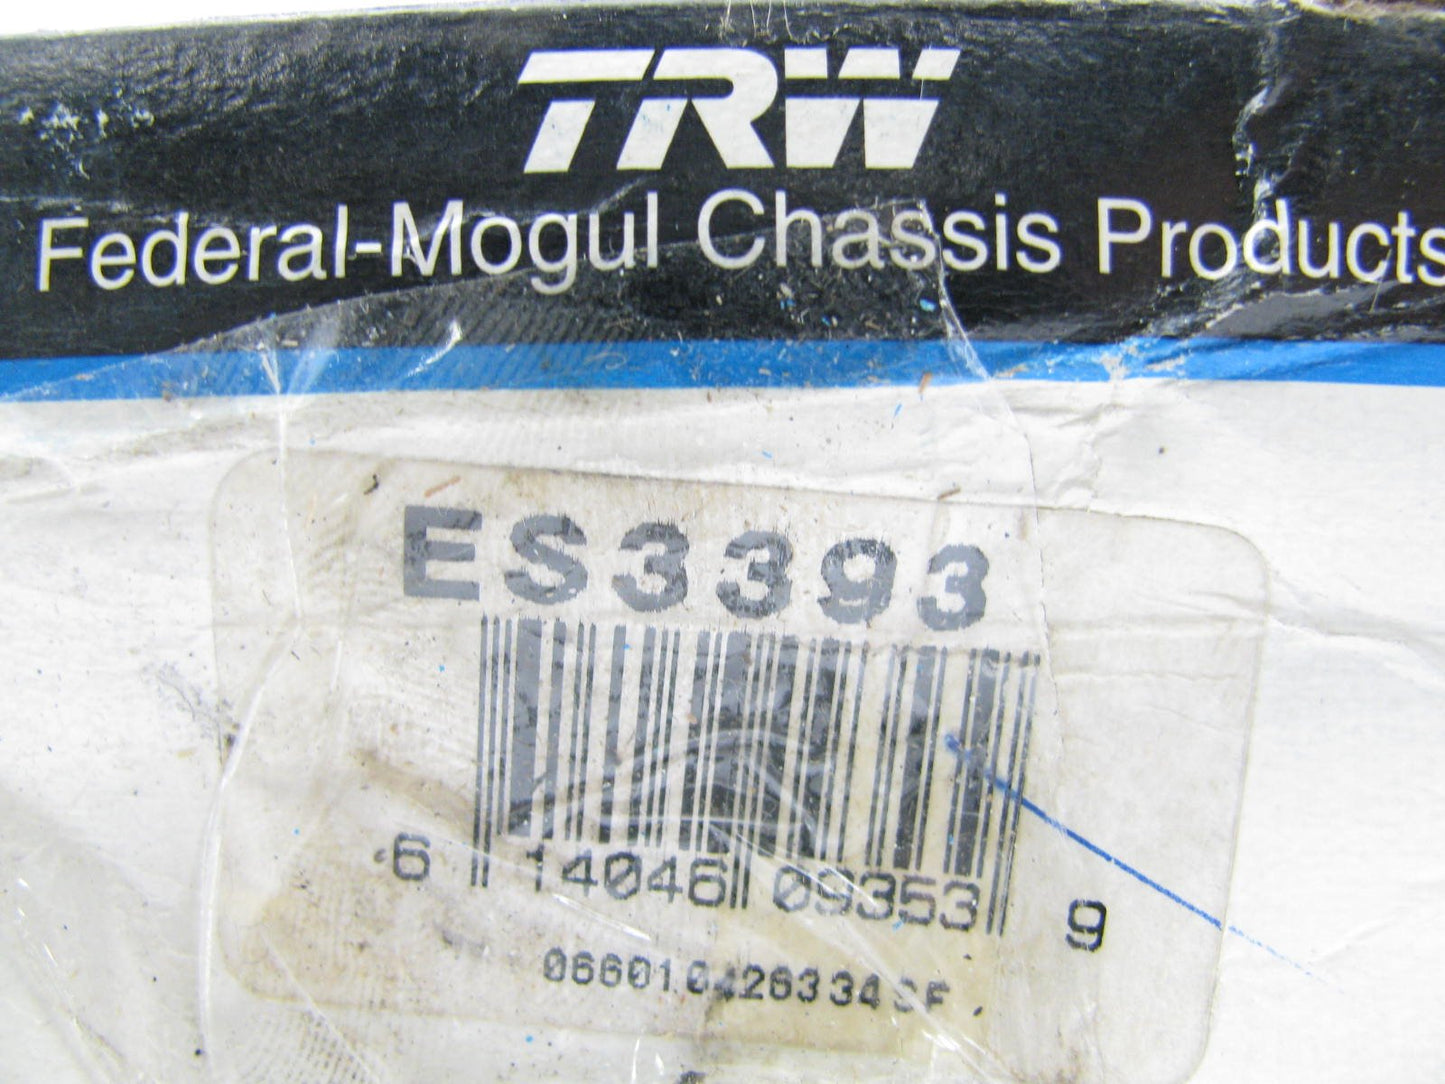 TRW
Federal-Mogul Chassis Products
ES3393
6 14046 09353 9